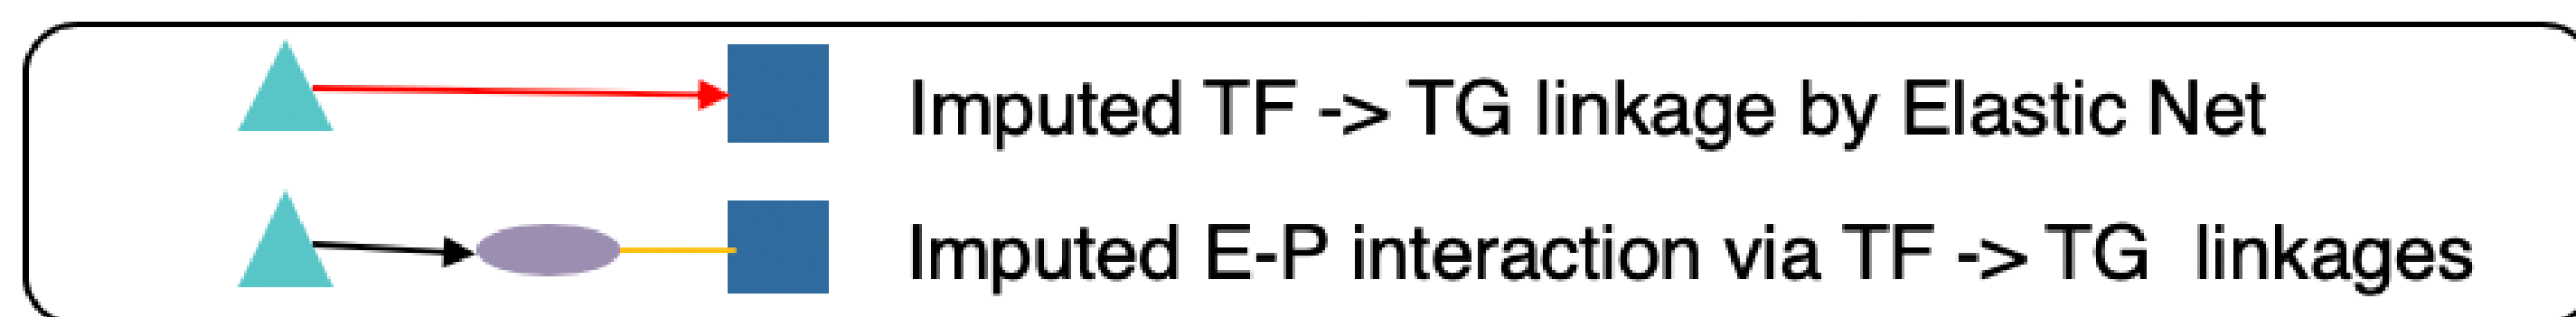 Imputed TF -> TG linkage by Elastic Net
Imputed E-P interaction via TF -> TG  linkages